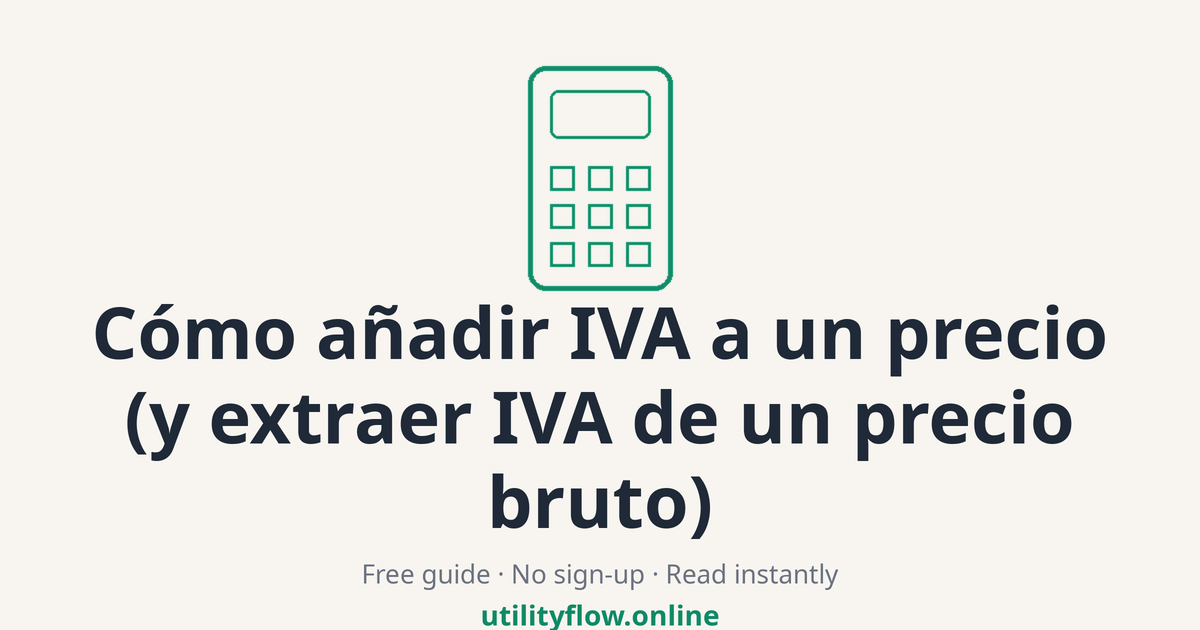 Cómo añadir IVA a un precio
(y extraer IVA de un precio
bruto)
Free guide · No sign-up · Read instantly
utilityflow.online